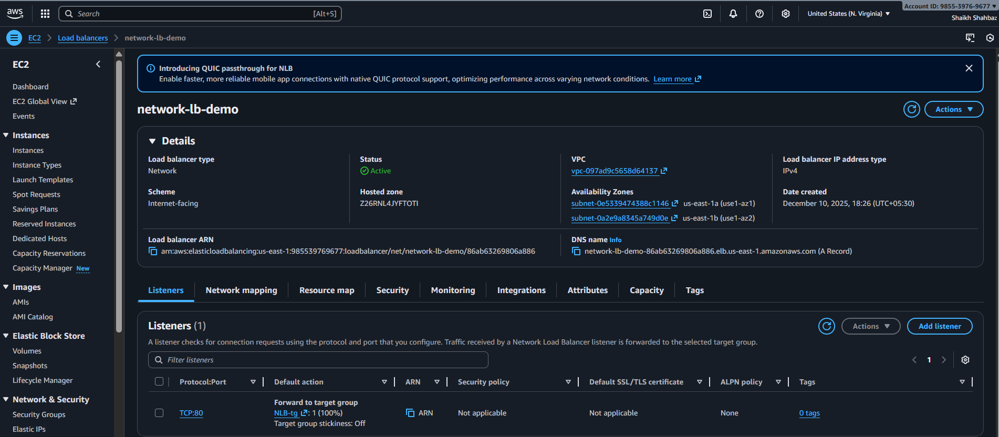 aws
Search [Alt+S]
United States (N. Virginia)
Account ID: 9855-3976-9677
Shaikh Shahbaz
EC2 Load balancers network-lb-demo
EC2
Dashboard
EC2 Global View
Events
Instances
Instances
Instance Types
Launch Templates
Spot Requests
Savings Plans
Reserved Instances
Dedicated Hosts
Capacity Reservations
Capacity Manager New
Images
AMIs
AMI Catalog
Elastic Block Store
Volumes
Snapshots
Lifecycle Manager
Network & Security
Security Groups
Elastic IPs
Introducing QUIC passthrough for NLB
Enable faster, more reliable mobile app connections with native QUIC protocol support, optimizing performance across varying network conditions. Learn more
network-lb-demo
Actions
Details
Load balancer type
Network
Status
Active
VPC
vpc-097ad9c5658d64137
Load balancer IP address type
IPv4
Scheme
Internet-facing
Hosted zone
Z26RNL4JYFTOTI
Availability Zones
subnet-0e5339474388c1146 us-east-1a (use1-az1)
subnet-0a2e9a8345a749d0e us-east-1b (use1-az2)
Date created
December 10, 2025, 18:26 (UTC+05:30)
Load balancer ARN
arn:aws:elasticloadbalancing:us-east-1:985539769677:loadbalancer/net/network-lb-demo/86ab63269806a886
DNS name Info
network-lb-demo-86ab63269806a886.elb.us-east-1.amazonaws.com (A Record)
Listeners Network mapping Resource map Security Monitoring Integrations Attributes Capacity Tags
Listeners (1)
Actions Add listener
A listener checks for connection requests using the protocol and port that you configure. Traffic received by a Network Load Balancer listener is forwarded to the selected target group.
Filter listeners
1
Protocol:Port Default action ARN Security policy Default SSL/TLS certificate ALPN policy Tags
TCP:80
Forward to target group
NLB-tg : 1 (100%)
Target group stickiness: Off
ARN
Not applicable
Not applicable
None
0 tags